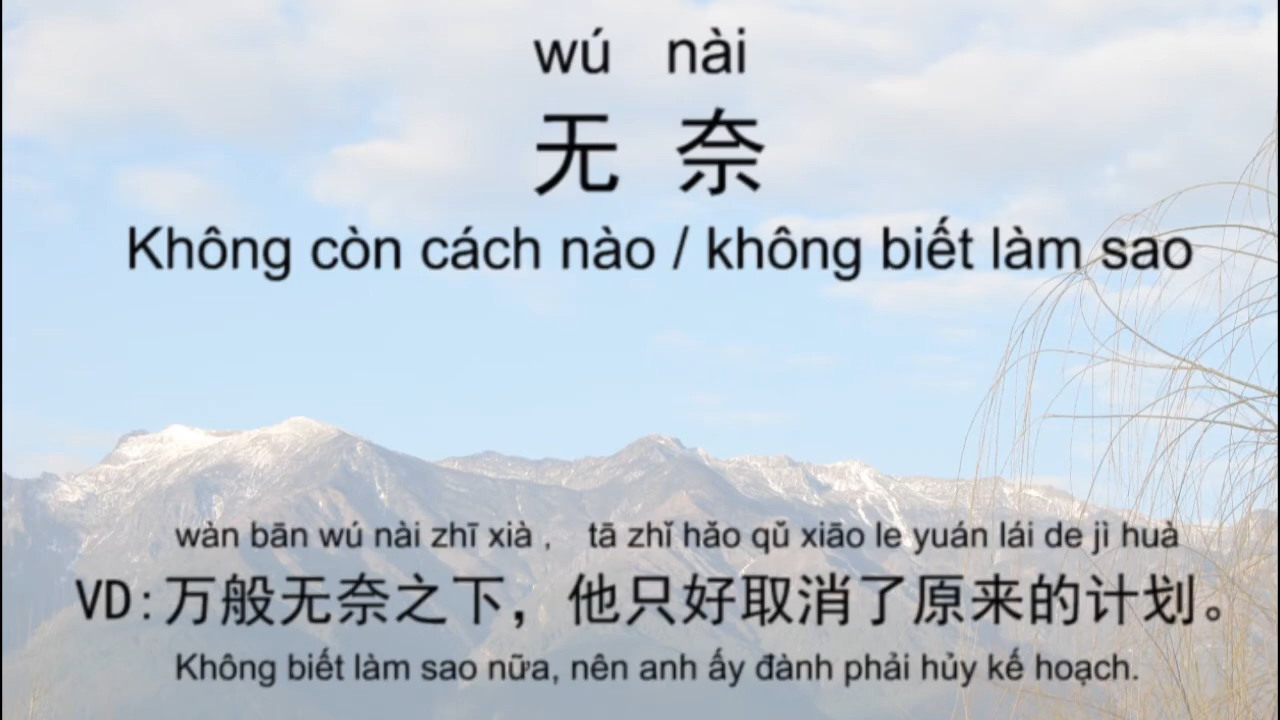 wú nài
无奈
Không còn cách nào / không biết làm sao
wàn bān wú nài zhī xià , tā zhǐ hǎo qǔ xiāo le yuán lái de jì huà
VD:万般无奈之下，他只好取消了原来的计划。
Không biết làm sao nữa, nên anh ấy đành phải hủy kế hoạch.